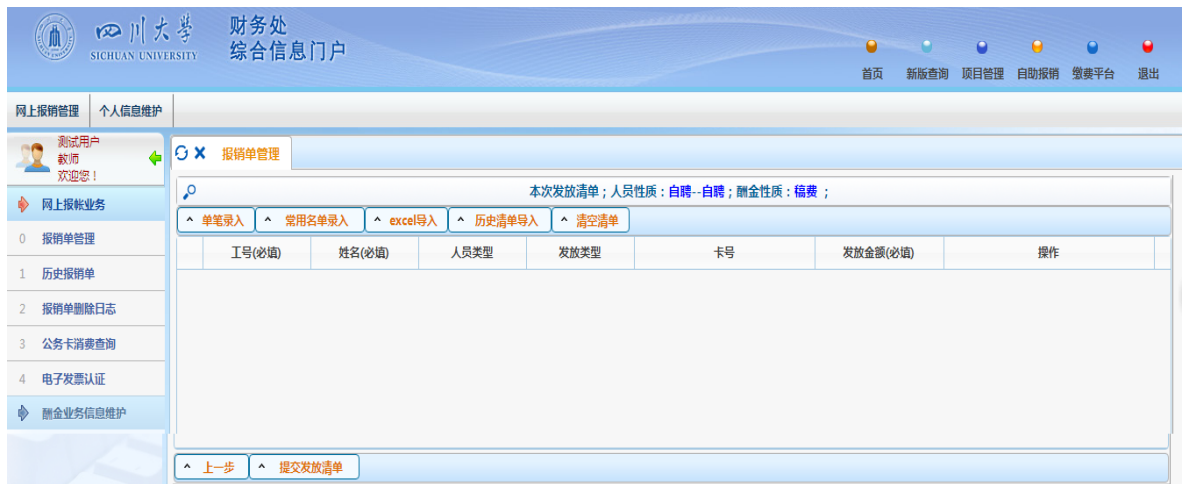 四川大学
SICHUAN UNIVERSITY
财务处
综合信息门户
首页 新版查询 项目管理 自助报销 缴费平台 退出
网上报销管理 个人信息维护
测试用户
教师
欢迎您！
报销单管理
网上报帐业务
0 报销单管理
1 历史报销单
2 报销单删除日志
3 公务卡消费查询
4 电子发票认证
酬金业务信息维护
本次发放清单；人员性质：自聘--自聘；酬金性质：稿费；
单笔录入 常用名单录入 excel导入 历史清单导入 清空清单
工号(必填) 姓名(必填) 人员类型 发放类型 卡号 发放金额(必填) 操作
上一步 提交发放清单